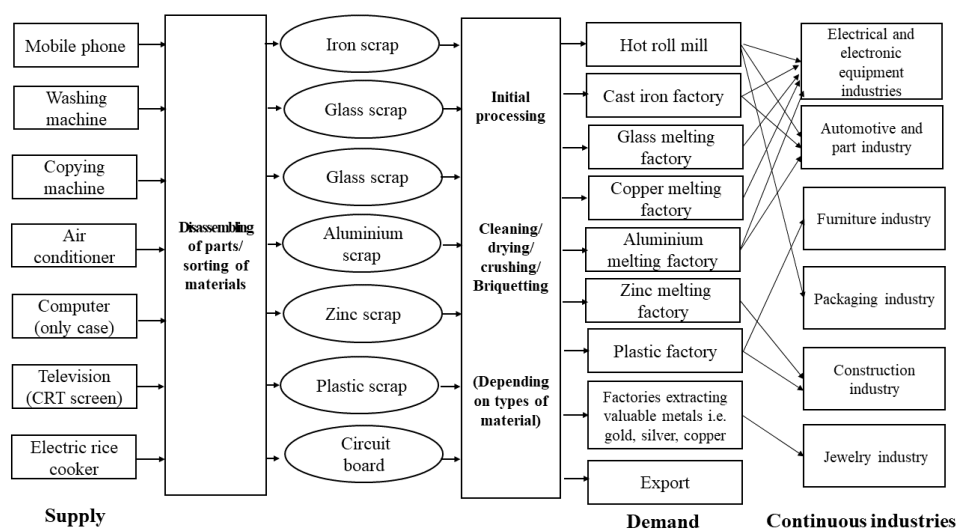 Mobile phone
Washing
machine
Copying
machine
Air
conditioner
Computer
(only case)
Television
(CRT screen)
Electric rice
cooker
Supply
Disassembling
of parts/
sorting of
materials
Iron scrap
Glass scrap
Glass scrap
Aluminium
scrap
Zinc scrap
Plastic scrap
Circuit
board
Initial
processing
Cleaning/
drying/
crushing/
Briquetting
(Depending
on types of
material)
Hot roll mill
Cast iron factory
Glass melting
factory
Copper melting
factory
Aluminium
melting factory
Zinc melting
factory
Plastic factory
Factories extracting
valuable metals i.e.
gold, silver, copper
Export
Demand
Electrical and
electronic
equipment
industries
Automotive and
part industry
Furniture industry
Packaging industry
Construction
industry
Jewelry industry
Continuous industries